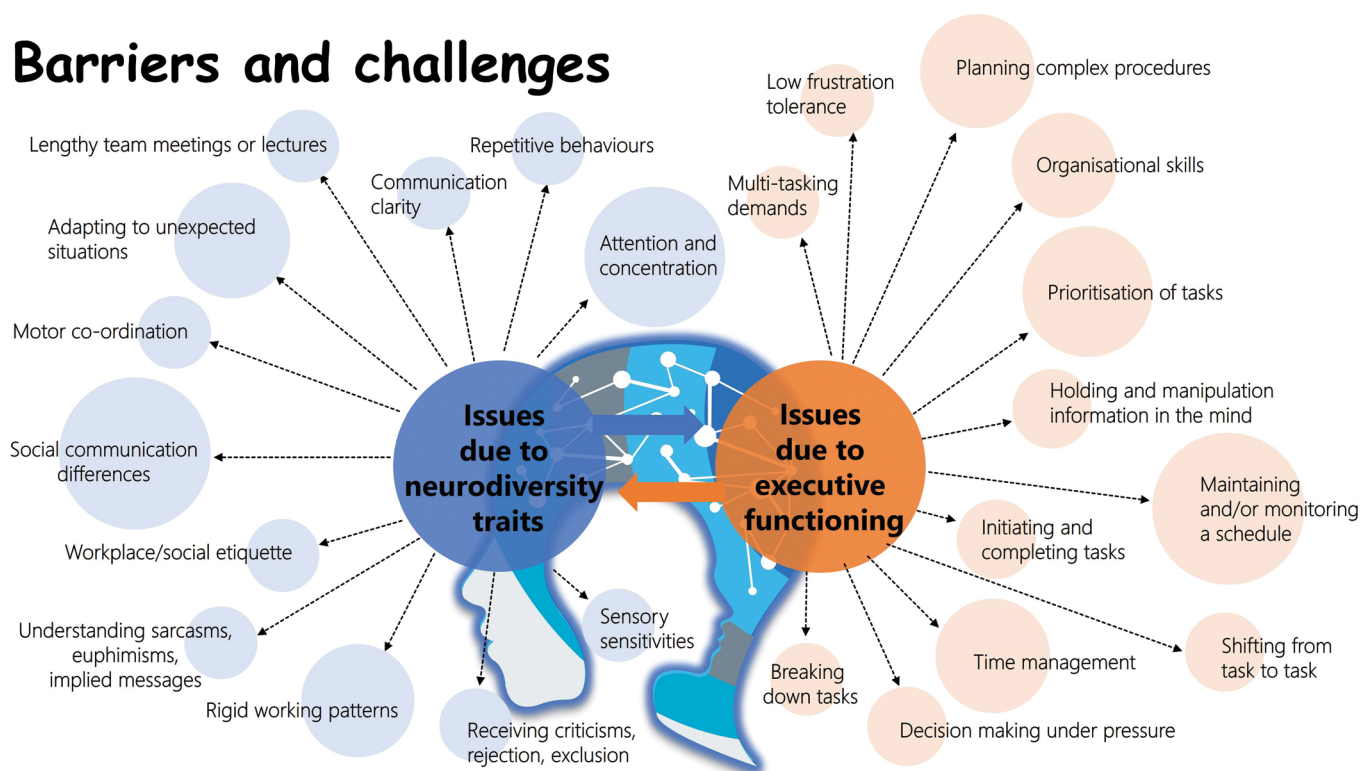 Barriers and challenges
Lengthy team meetings or lectures
Communication
clarity
Repetitive behaviours
Attention and
concentration
Adapting to unexpected
situations
Motor co-ordination
Social communication
differences
Workplace/social etiquette
Understanding sarcasms,
euphimisms,
implied messages
Rigid working patterns
Receiving criticisms,
rejection, exclusion
Sensory
sensitivities
Issues
due to
neurodiversity
traits
Issues
due to
executive
functioning
Low frustration
tolerance
Multi-tasking
demands
Planning complex procedures
Organisational skills
Prioritisation of tasks
Holding and manipulation
information in the mind
Maintaining
and/or monitoring
a schedule
Initiating and
completing tasks
Shifting from
task to task
Time management
Decision making under pressure
Breaking
down tasks